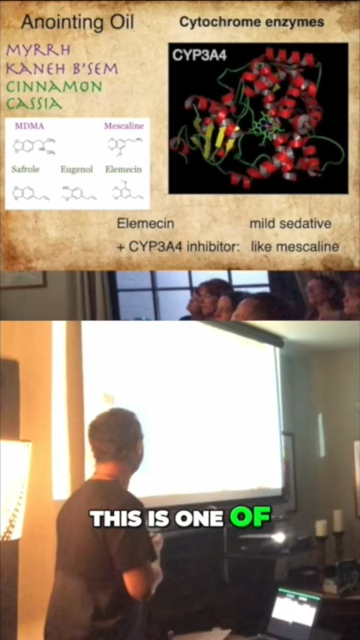 Anointing Oil
MYRRH
KANEH B'SEM
CINNAMON
CASSIA
MDMA Mescaline
Safrole Eugenol Elemecin
Cytochrome enzymes
CYP3A4
Elemecin mild sedative
+ CYP3A4 inhibitor: like mescaline
THIS IS ONE OF